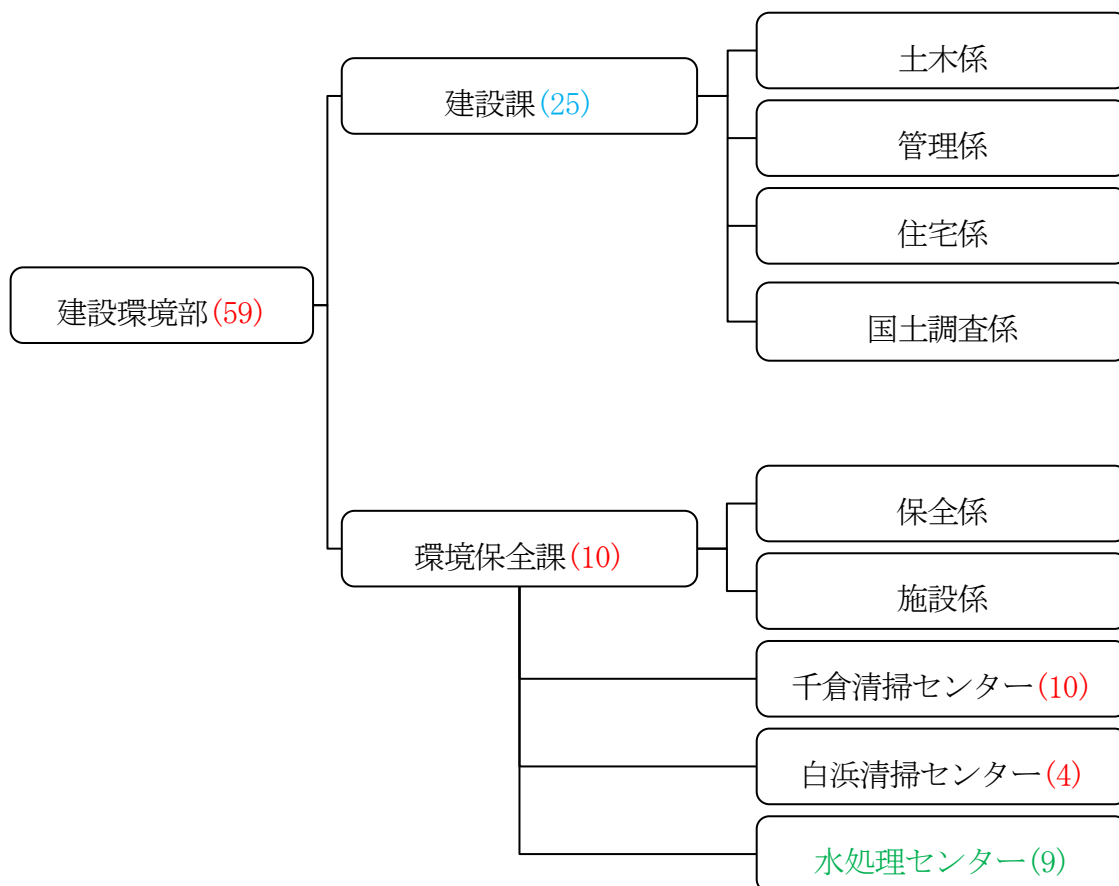 土木係
建設課(25)
管理係
住宅係
建設環境部(59)
国土調査係
保全係
環境保全課(10)
施設係
千倉清掃センター(10)
白浜清掃センター(4)
水処理センター(9)